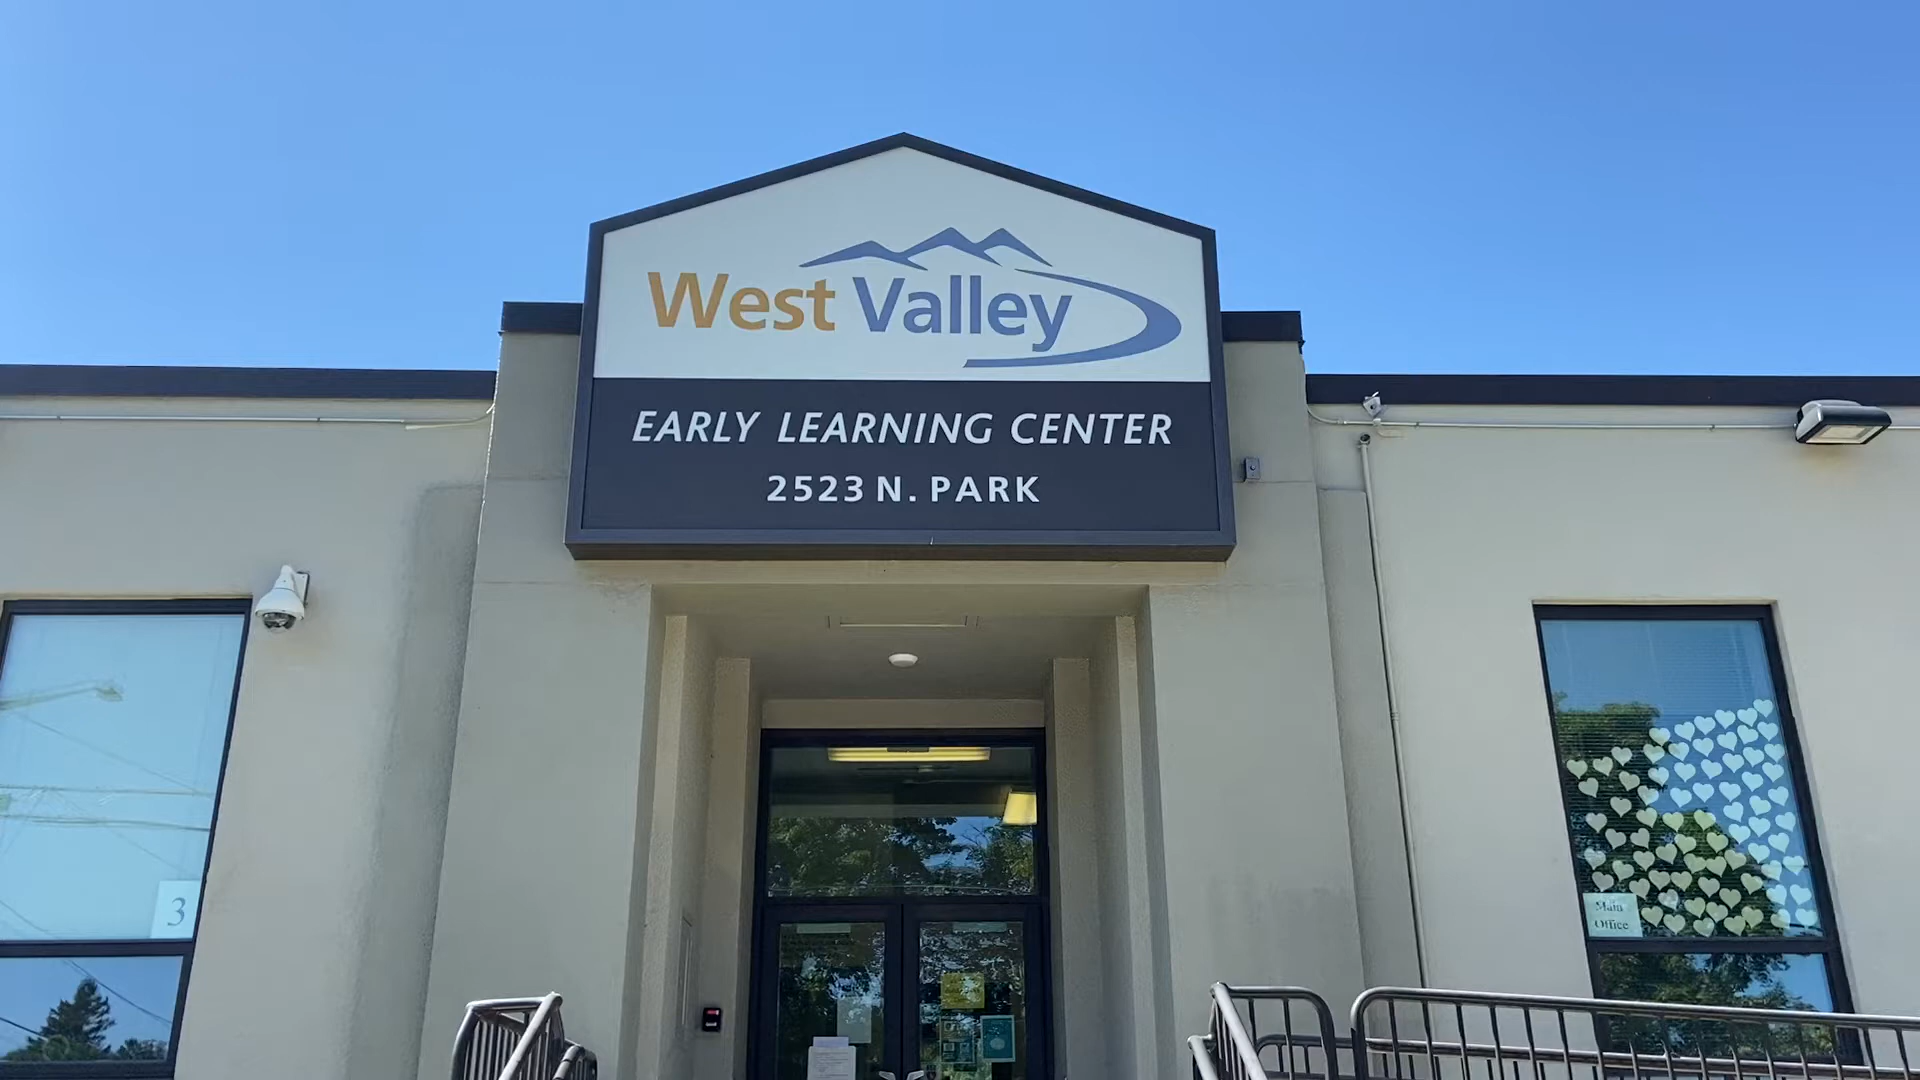 West Valley
EARLY LEARNING CENTER
2523 N. PARK
3
Main
Office